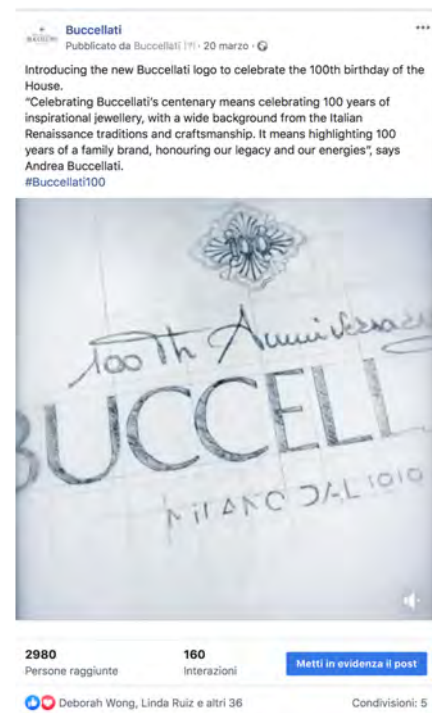 Buccellati
Pubblicato da Buccellati [?] · 20 marzo ·
Introducing the new Buccellati logo to celebrate the 100th birthday of the
House.
“Celebrating Buccellati's centenary means celebrating 100 years of
inspirational jewellery, with a wide background from the Italian
Renaissance traditions and craftsmanship. It means highlighting 100
years of a family brand, honouring our legacy and our energies”, says
Andrea Buccellati.
#Buccellati100
100
100Th Anniversary
BUCCELL
MILANO DAL 1919
2980
160
Persone raggiunte
Interazioni
Metti in evidenza il post
Deborah Wong, Linda Ruiz e altri 36
Condivisioni: 5